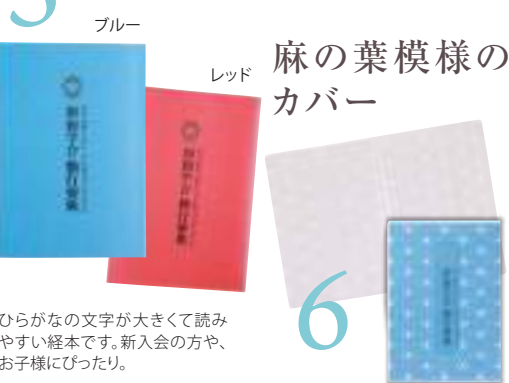 5
ブルー
レッド
ひらがなの文字が大きくて読み
やすい経本です。新入会の方や、
お子様にぴったり。
麻の葉模様の
カバー
6